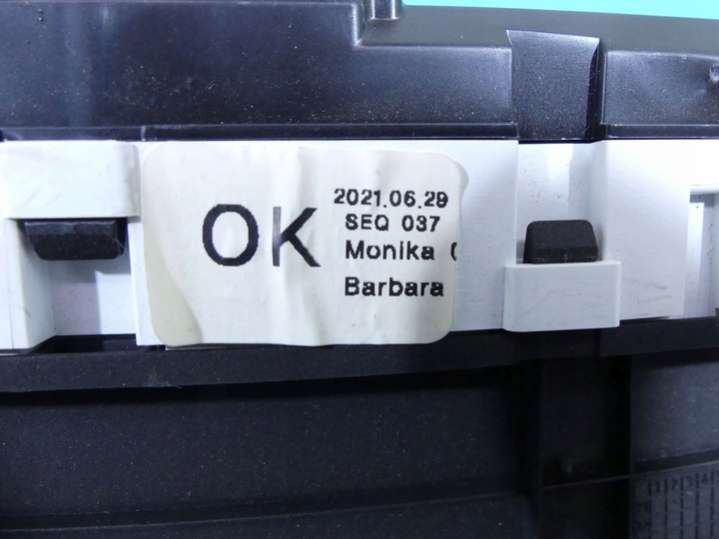 OK
2021.06.29
SEQ 037
Monika
Barbara